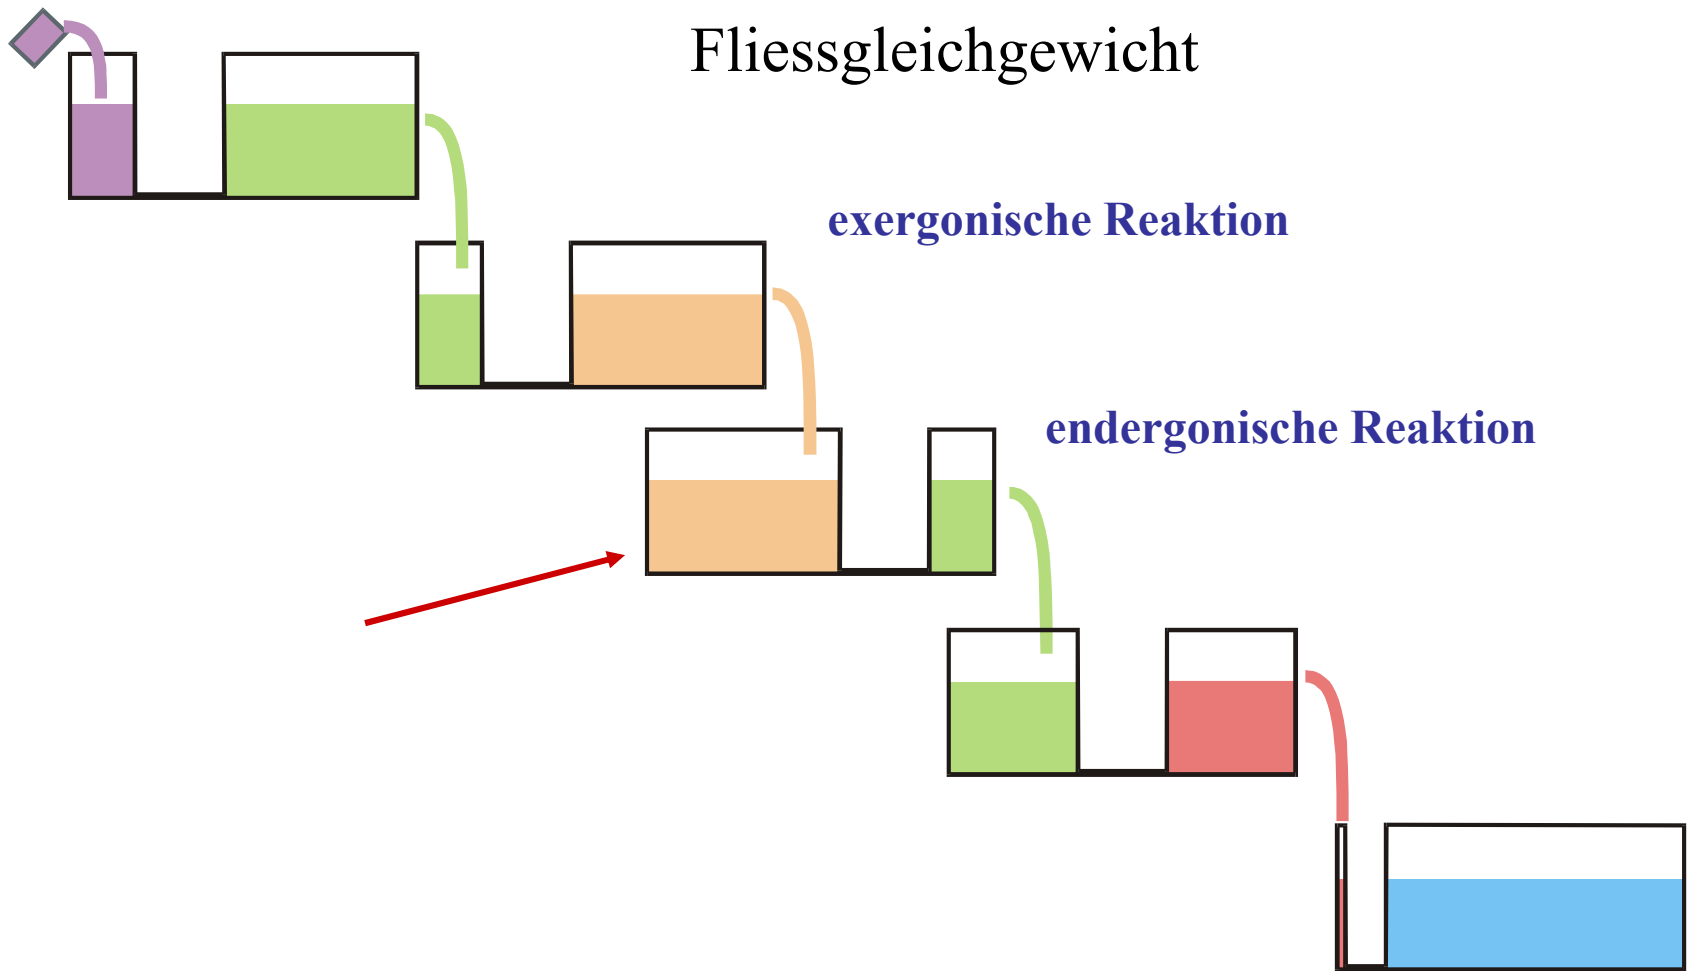 Fliessgleichgewicht
exergonische Reaktion
endergonische Reaktion